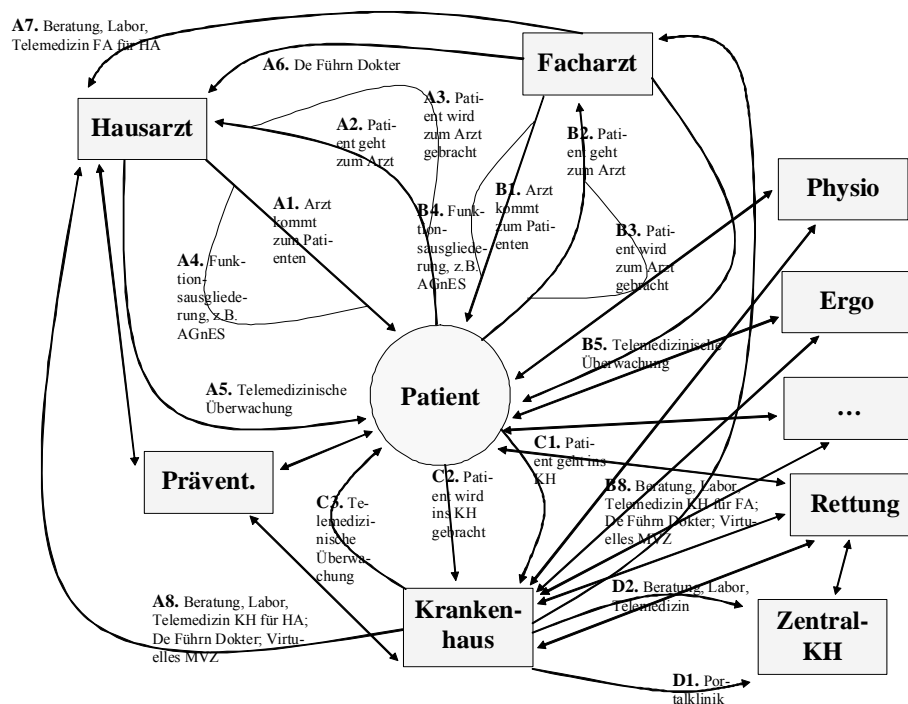 A7. Beratung, Labor,
Telemedizin FA für HA
A6. De Führn Dokter
Facharzt
Hausarzt
A3. Pati-
ent wird
zum Arzt
gebracht
A2. Pati-
ent geht
zum Arzt
B2. Pati-
ent geht
zum Arzt
Physio
A1. Arzt
kommt
zum Pati-
enten
B4. Funk-
tion-
sausgliede-
rung, z.B.
AGnES
B1. Arzt
kommt
zum Pa-
tienten
B3. Pati-
ent wird
zum Arzt
gebracht
A4. Funk-
tion-
sausgliede-
rung, z.B.
AGnES
Ergo
B5. Telemedizinische
Überwachung
Patient
A5. Telemedizinische
Überwachung
…
C1. Pati-
ent geht ins
KH
Prävent.
C2. Pati-
ent wird
ins KH
gebracht
C3. Te-
lemedizi-
nische
Überwa-
chung
B8. Beratung, Labor,
Telemedizin KH für FA;
De Führn Dokter; Virtu-
elles MVZ
Rettung
D2. Beratung, Labor,
Telemedizin
A8. Beratung, Labor,
Telemedizin KH für HA;
De Führn Dokter; Virtu-
elles MVZ
Kranken-
haus
Zentral-
KH
D1. Por-
talklinik